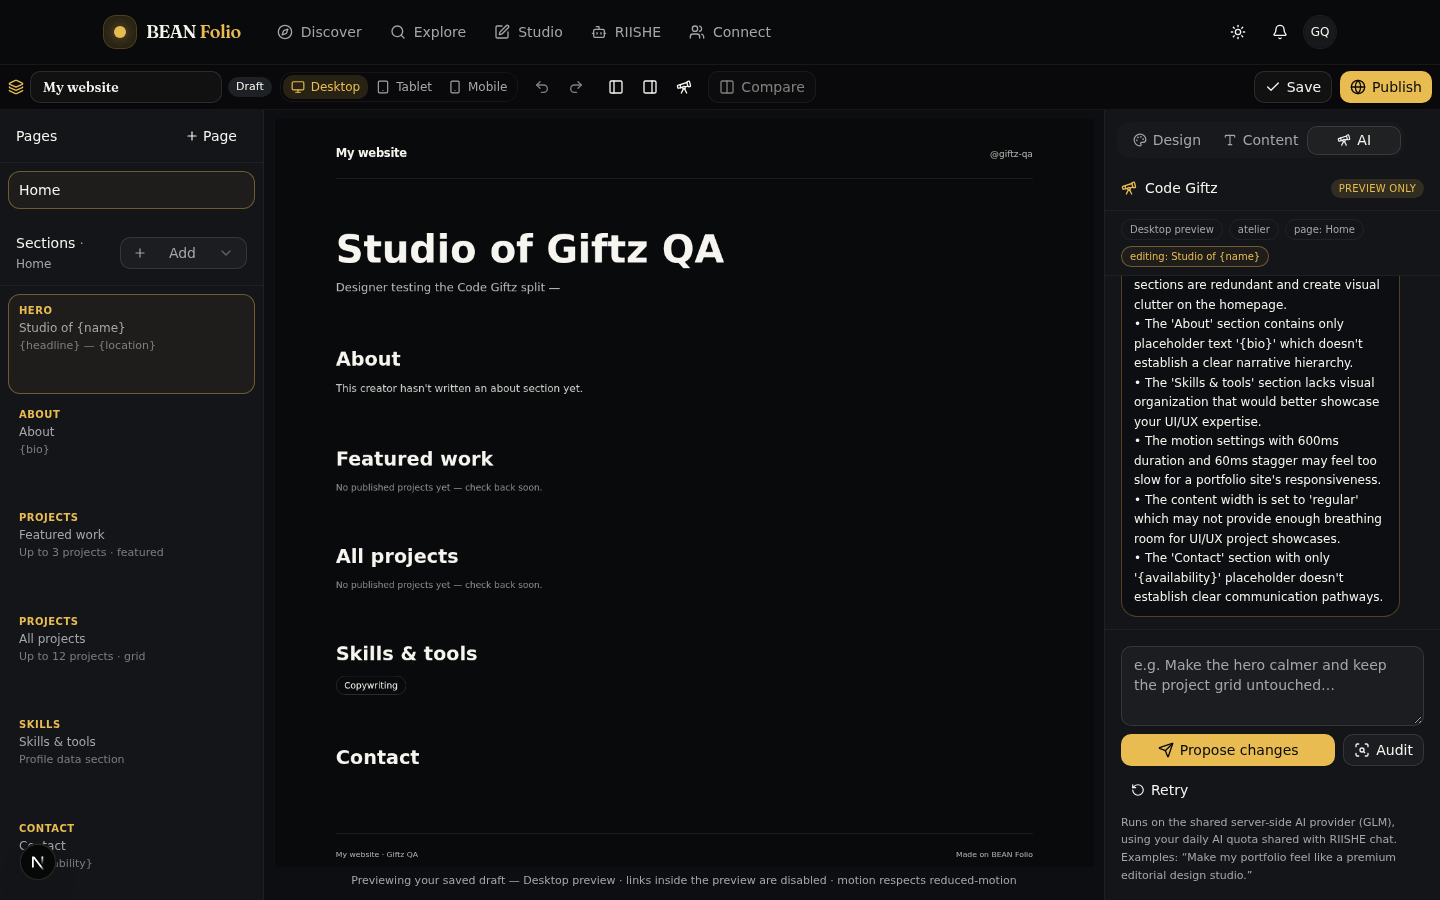 BEAN Folio
Discover
Explore
Studio
RIISHE
Connect
GQ
My website
Draft
Desktop
Tablet
Mobile
Compare
Save
Publish
Pages
+ Page
Home
Sections ·
Home
+ Add
HERO
Studio of {name}
{headline} — {location}
ABOUT
About
{bio}
PROJECTS
Featured work
Up to 3 projects · featured
PROJECTS
All projects
Up to 12 projects · grid
SKILLS
Skills & tools
Profile data section
CONTACT
N
My website
@giftz-qa
Studio of Giftz QA
Designer testing the Code Giftz split —
About
This creator hasn't written an about section yet.
Featured work
No published projects yet — check back soon.
All projects
No published projects yet — check back soon.
Skills & tools
Copywriting
Contact
My website · Giftz QA
Made on BEAN Folio
Previewing your saved draft — Desktop preview · links inside the preview are disabled · motion respects reduced-motion
Design
Content
AI
Code Giftz
PREVIEW ONLY
Desktop preview
atelier
page: Home
editing: Studio of {name}
sections are redundant and create visual
clutter on the homepage.
• The 'About' section contains only
placeholder text '{bio}' which doesn't
establish a clear narrative hierarchy.
• The 'Skills & tools' section lacks visual
organization that would better showcase
your UI/UX expertise.
• The motion settings with 600ms
duration and 60ms stagger may feel too
slow for a portfolio site's responsiveness.
• The content width is set to 'regular'
which may not provide enough breathing
room for UI/UX project showcases.
• The 'Contact' section with only
'{availability}' placeholder doesn't
establish clear communication pathways.
e.g. Make the hero calmer and keep
the project grid untouched…
Propose changes
Audit
Retry
Runs on the shared server-side AI provider (GLM),
using your daily AI quota shared with RIISHE chat.
Examples: “Make my portfolio feel like a premium
editorial design studio.”